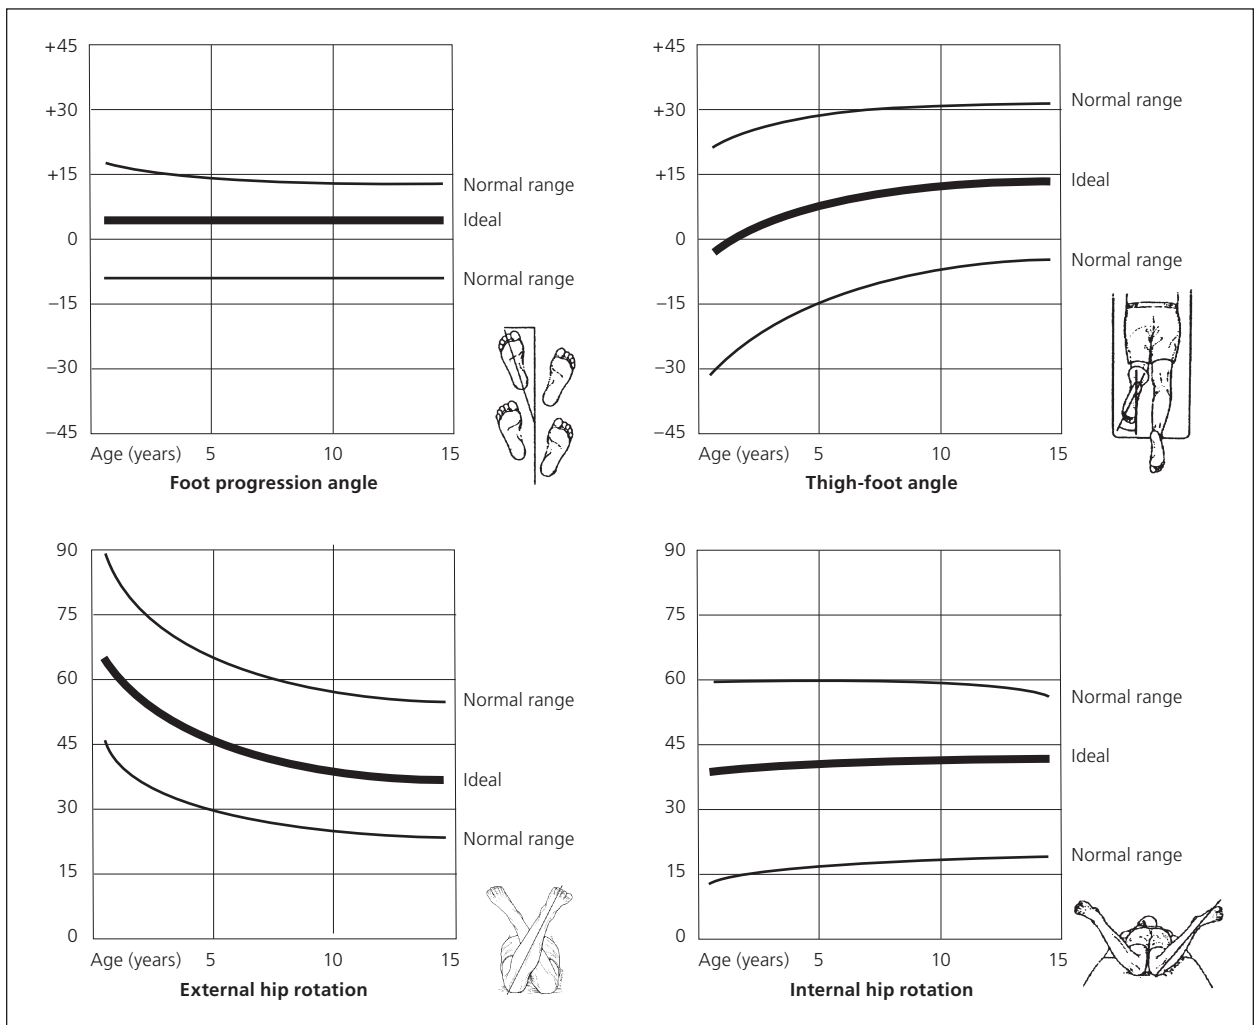 +45
+30
+15
0
−15
−30
−45
Normal range
Ideal
Normal range
Age (years) 5 10 15
Foot progression angle
+45
+30
+15
0
−15
−30
−45
Normal range
Ideal
Normal range
Age (years) 5 10 15
Thigh-foot angle
90
75
60
45
30
15
0
Normal range
Ideal
Normal range
Age (years) 5 10 15
External hip rotation
90
75
60
45
30
15
0
Normal range
Ideal
Normal range
Age (years) 5 10 15
Internal hip rotation